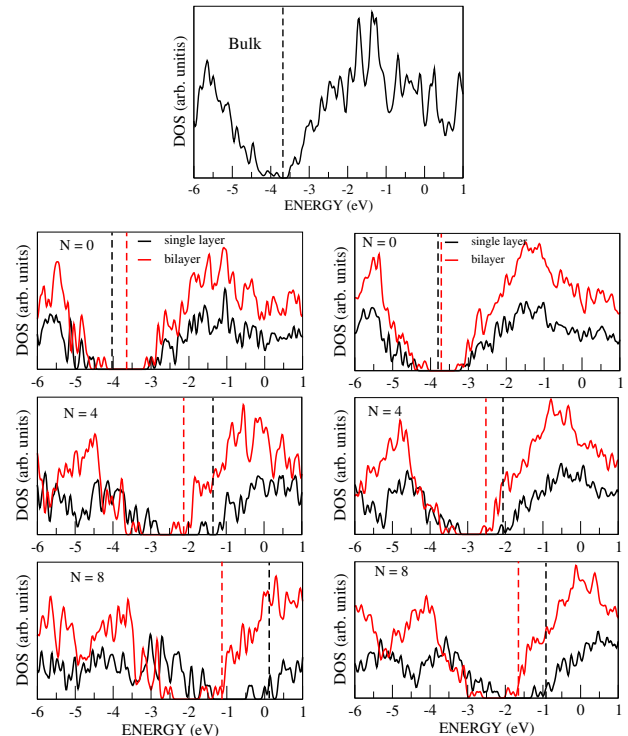 Bulk
DOS (arb. unitis)
-6 -5 -4 -3 -2 -1 0 1
ENERGY (eV)
N = 0
single layer
bilayer
DOS (arb. units)
-6 -5 -4 -3 -2 -1 0 1
N = 0
single layer
bilayer
DOS (arb. units)
-6 -5 -4 -3 -2 -1 0 1
N = 4
DOS (arb. units)
-6 -5 -4 -3 -2 -1 0 1
N = 4
DOS (arb. units)
-6 -5 -4 -3 -2 -1 0 1
N = 8
DOS (arb. units)
-6 -5 -4 -3 -2 -1 0 1
ENERGY (eV)
N = 8
DOS (arb. units)
-6 -5 -4 -3 -2 -1 0 1
ENERGY (eV)